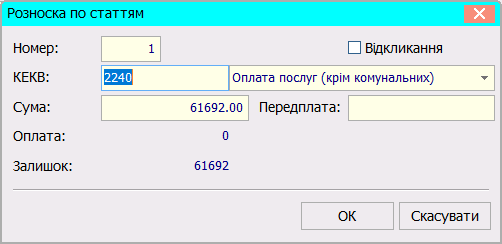 Розноска по статтям
Номер: 1 Відкликання
КЕКВ: 2240 Оплата послуг (крім комунальних)
Сума: 61692.00 Передплата:
Оплата: 0
Залишок: 61692
ОК Скасувати